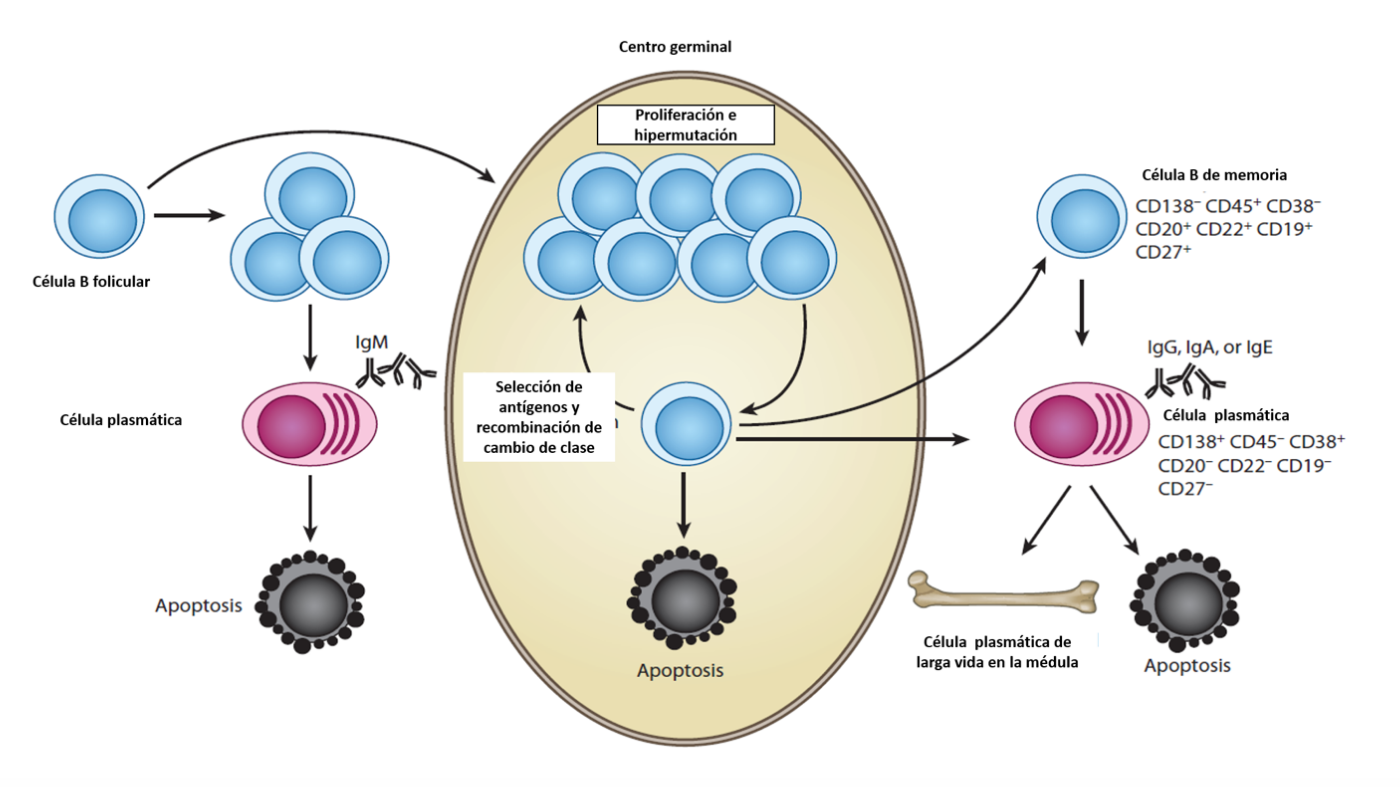 Centro germinal
Proliferación e
hipermutación
Célula B folicular
IgM
Célula plasmática
Apoptosis
Selección de
antígenos y
recombinación de
cambio de clase
n
Apoptosis
Célula B de memoria
CD138⁻ CD45⁺ CD38⁻
CD20⁺ CD22⁺ CD19⁺
CD27⁺
IgG, IgA, or IgE
Célula plasmática
CD138⁺ CD45⁻ CD38⁺
CD20⁻ CD22⁻ CD19⁻
CD27⁻
Célula plasmática de
larga vida en la médula
Apoptosis